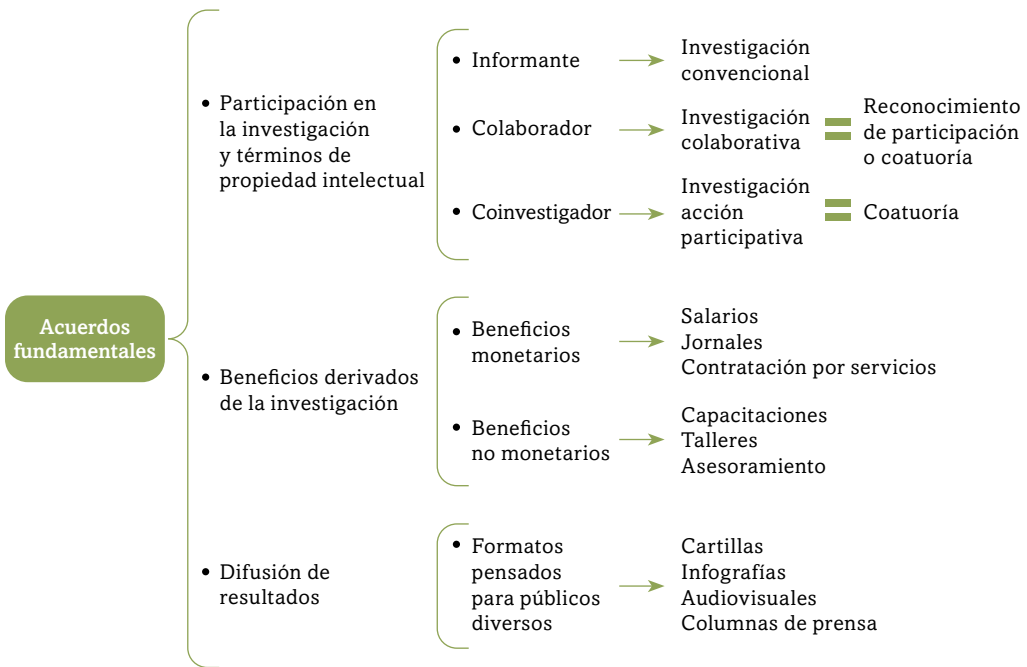 Acuerdos
fundamentales
• Participación en
la investigación
y términos de
propiedad intelectual
• Informante
Investigación
convencional
• Colaborador
Investigación
colaborativa
Reconocimiento
de participación
o coatuoría
• Coinvestigador
Investigación
acción
participativa
Coatuoría
• Beneficios derivados
de la investigación
• Beneficios
monetarios
Salarios
Jornales
Contratación por servicios
• Beneficios
no monetarios
Capacitaciones
Talleres
Asesoramiento
• Difusión de
resultados
• Formatos
pensados
para públicos
diversos
Cartillas
Infografías
Audiovisuales
Columnas de prensa